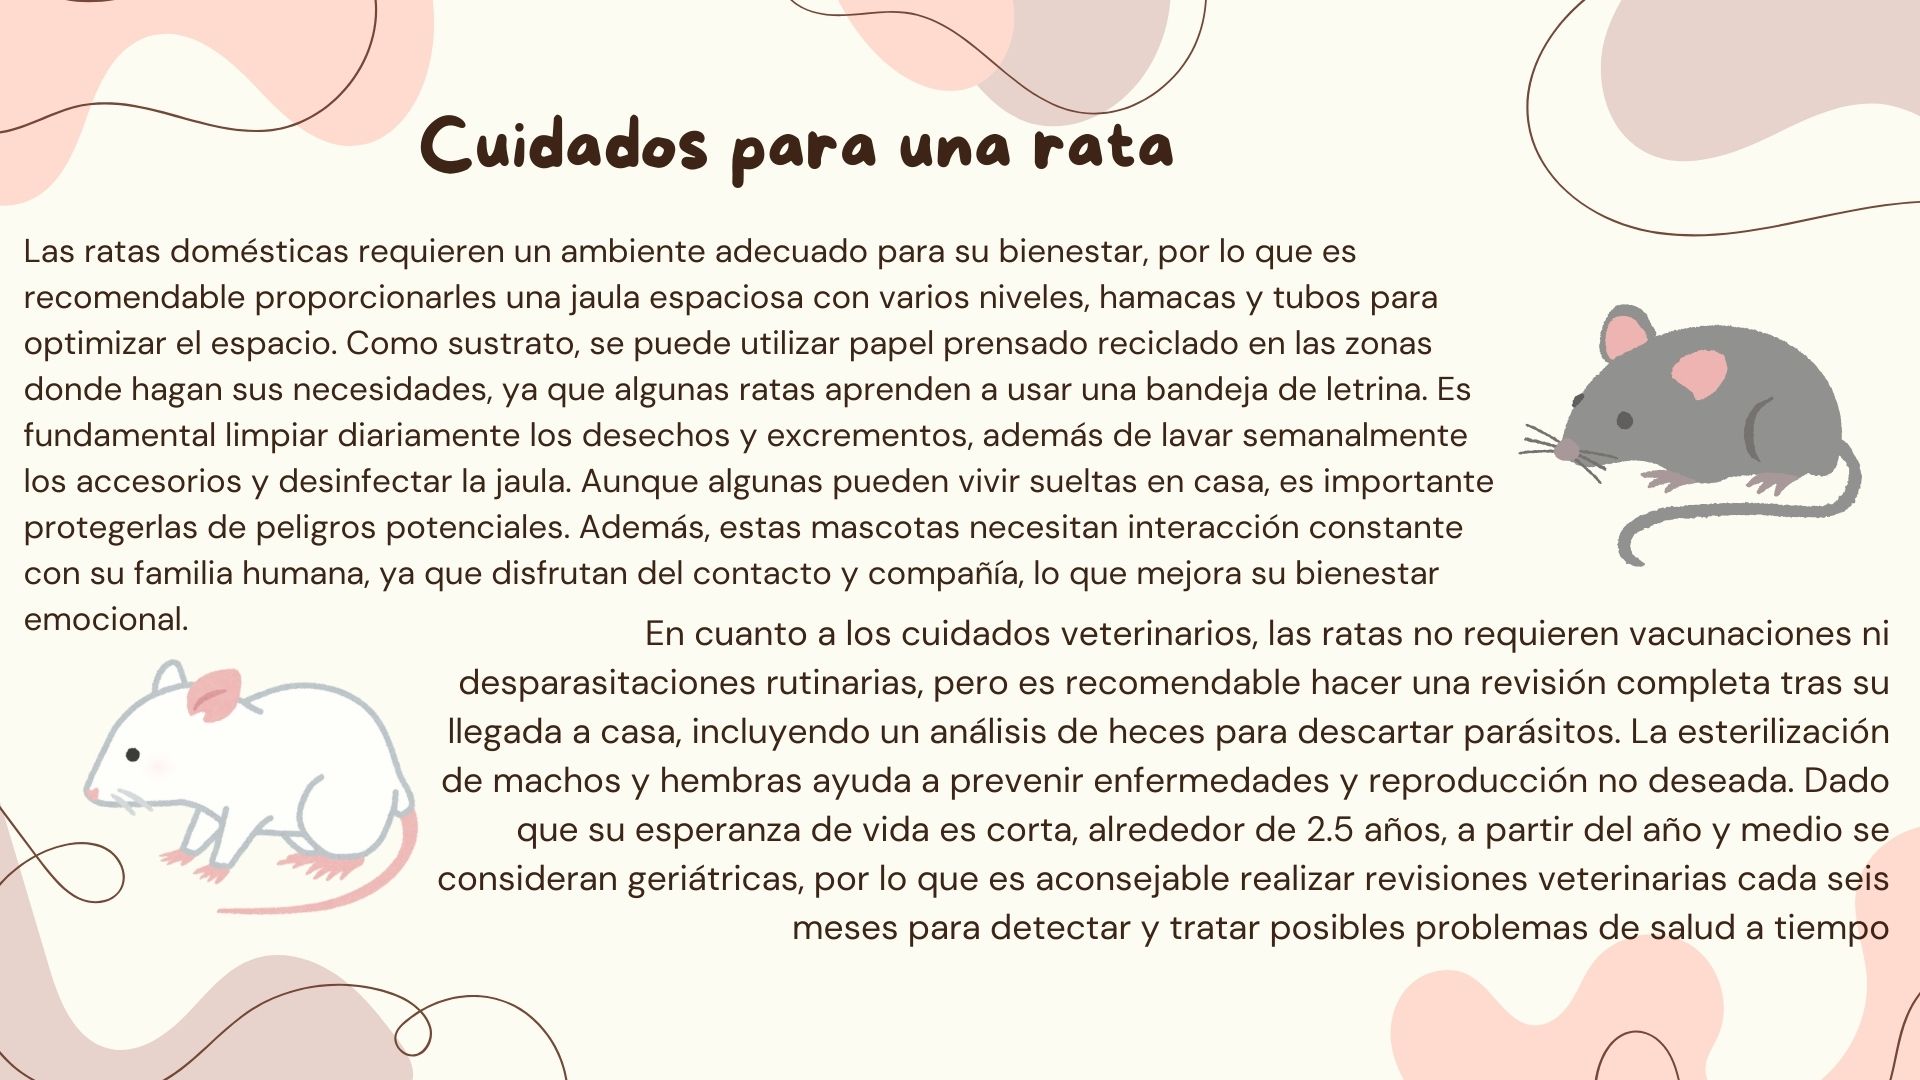 Cuidados para una rata
Las ratas domésticas requieren un ambiente adecuado para su bienestar, por lo que es
recomendable proporcionarles una jaula espaciosa con varios niveles, hamacas y tubos para
optimizar el espacio. Como sustrato, se puede utilizar papel prensado reciclado en las zonas
donde hagan sus necesidades, ya que algunas ratas aprenden a usar una bandeja de letrina. Es
fundamental limpiar diariamente los desechos y excrementos, además de lavar semanalmente
los accesorios y desinfectar la jaula. Aunque algunas pueden vivir sueltas en casa, es importante
protegerlas de peligros potenciales. Además, estas mascotas necesitan interacción constante
con su familia humana, ya que disfrutan del contacto y compañía, lo que mejora su bienestar
emocional.
En cuanto a los cuidados veterinarios, las ratas no requieren vacunaciones ni
desparasitaciones rutinarias, pero es recomendable hacer una revisión completa tras su
llegada a casa, incluyendo un análisis de heces para descartar parásitos. La esterilización
de machos y hembras ayuda a prevenir enfermedades y reproducción no deseada. Dado
que su esperanza de vida es corta, alrededor de 2.5 años, a partir del año y medio se
consideran geriátricas, por lo que es aconsejable realizar revisiones veterinarias cada seis
meses para detectar y tratar posibles problemas de salud a tiempo